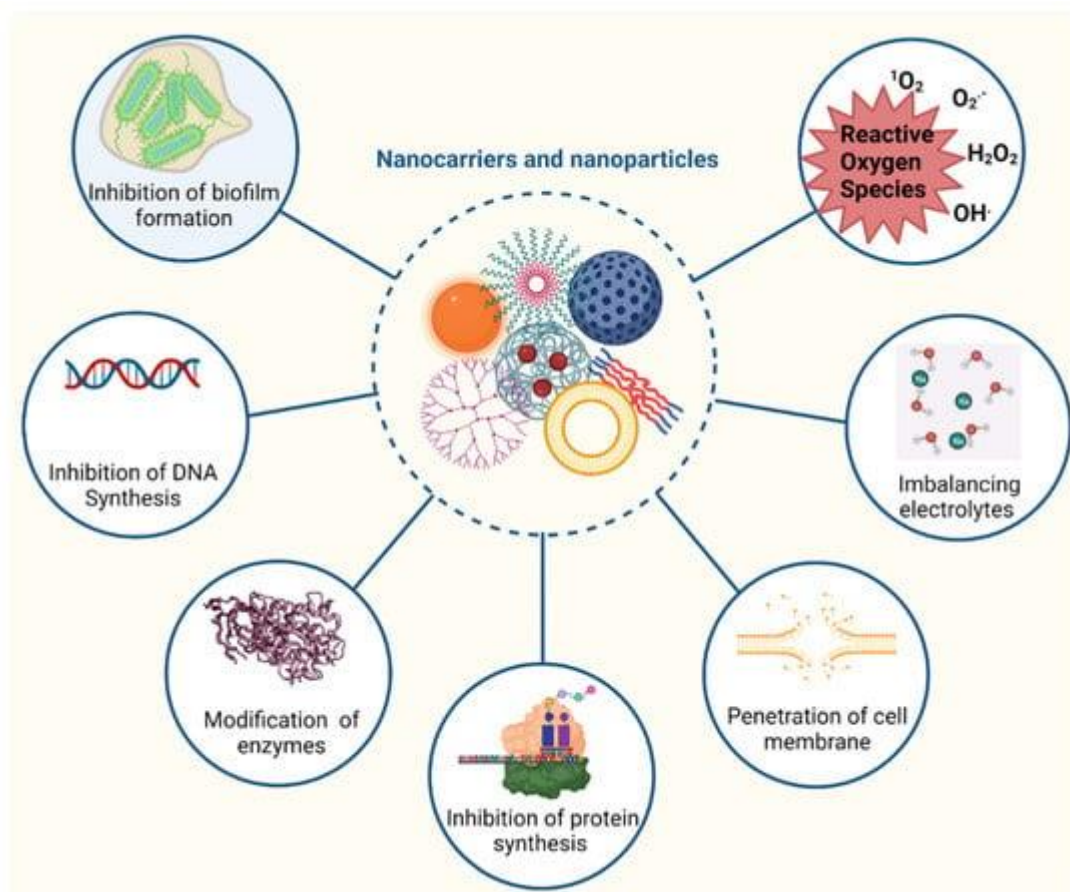 Nanocarriers and nanoparticles
Inhibition of biofilm
formation
Inhibition of DNA
Synthesis
Modification of
enzymes
Inhibition of protein
synthesis
Penetration of cell
membrane
Imbalancing
electrolytes
Reactive
Oxygen
Species
¹O₂
O₂·⁻
H₂O₂
OH·